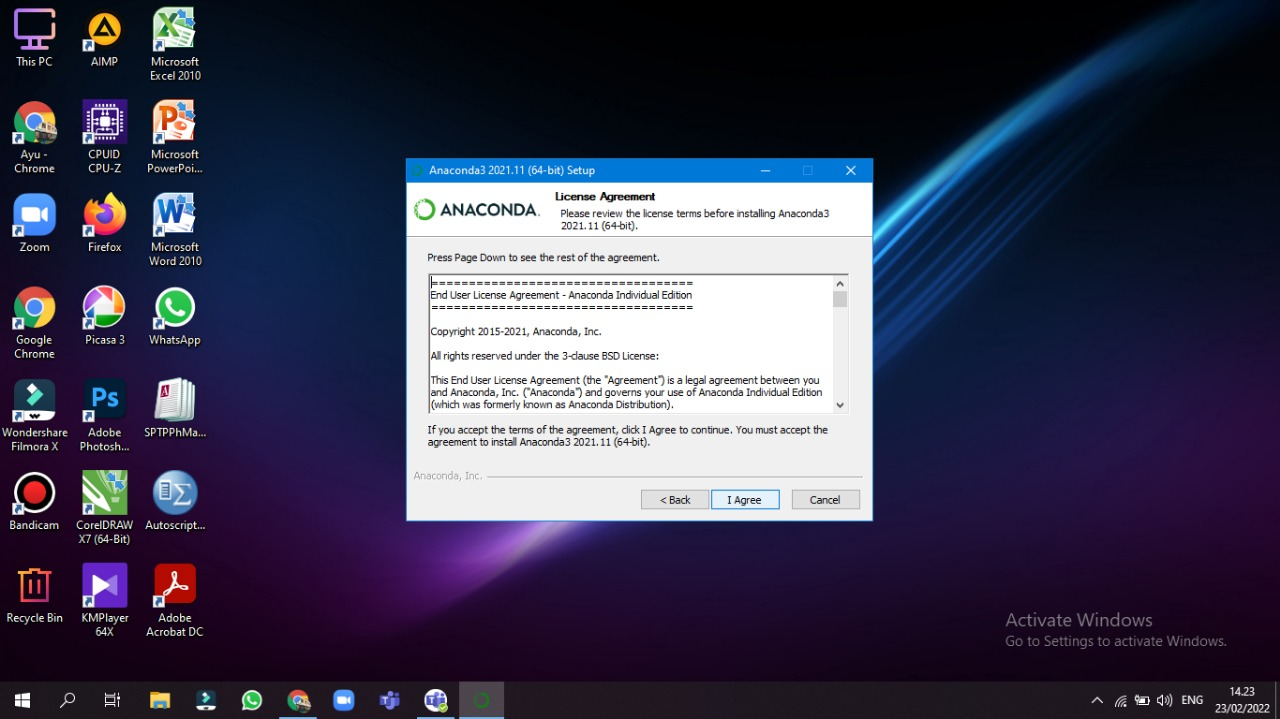 This PC
AIMP
Microsoft
Excel 2010
Ayu -
Chrome
CPUID
CPU-Z
Microsoft
PowerPoi...
Zoom
Firefox
Microsoft
Word 2010
Google
Chrome
Picasa 3
WhatsApp
Wondershare
Filmora X
Ps
Adobe
Photosh...
SPTPPhMa...
Bandicam
CorelDRAW
X7 (64-Bit)
Autoscript...
Recycle Bin
KMPlayer
64X
Adobe
Acrobat DC
Anaconda3 2021.11 (64-bit) Setup
ANACONDA.
License Agreement
Please review the license terms before installing Anaconda3
2021.11 (64-bit).
Press Page Down to see the rest of the agreement.
===================================
End User License Agreement - Anaconda Individual Edition
===================================
Copyright 2015-2021, Anaconda, Inc.
All rights reserved under the 3-clause BSD License:
This End User License Agreement (the "Agreement") is a legal agreement between you
and Anaconda, Inc. ("Anaconda") and governs your use of Anaconda Individual Edition
(which was formerly known as Anaconda Distribution).
If you accept the terms of the agreement, click I Agree to continue. You must accept the
agreement to install Anaconda3 2021.11 (64-bit).
Anaconda, Inc.
< Back
I Agree
Cancel
Activate Windows
Go to Settings to activate Windows.
ENG
14.23
23/02/2022